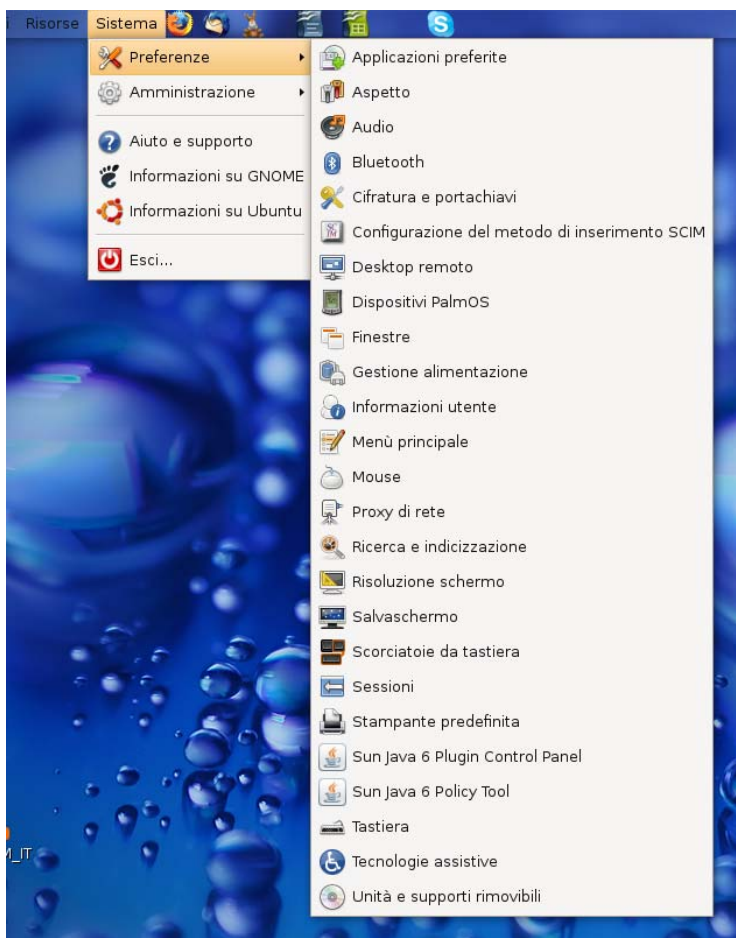 i Risorse Sistema
Preferenze
Amministrazione
Aiuto e supporto
Informazioni su GNOME
Informazioni su Ubuntu
Esci...
Applicazioni preferite
Aspetto
Audio
Bluetooth
Cifratura e portachiavi
Configurazione del metodo di inserimento SCIM
Desktop remoto
Dispositivi PalmOS
Finestre
Gestione alimentazione
Informazioni utente
Menù principale
Mouse
Proxy di rete
Ricerca e indicizzazione
Risoluzione schermo
Salvaschermo
Scorciatoie da tastiera
Sessioni
Stampante predefinita
Sun Java 6 Plugin Control Panel
Sun Java 6 Policy Tool
Tastiera
Tecnologie assistive
Unità e supporti rimovibili
M_IT